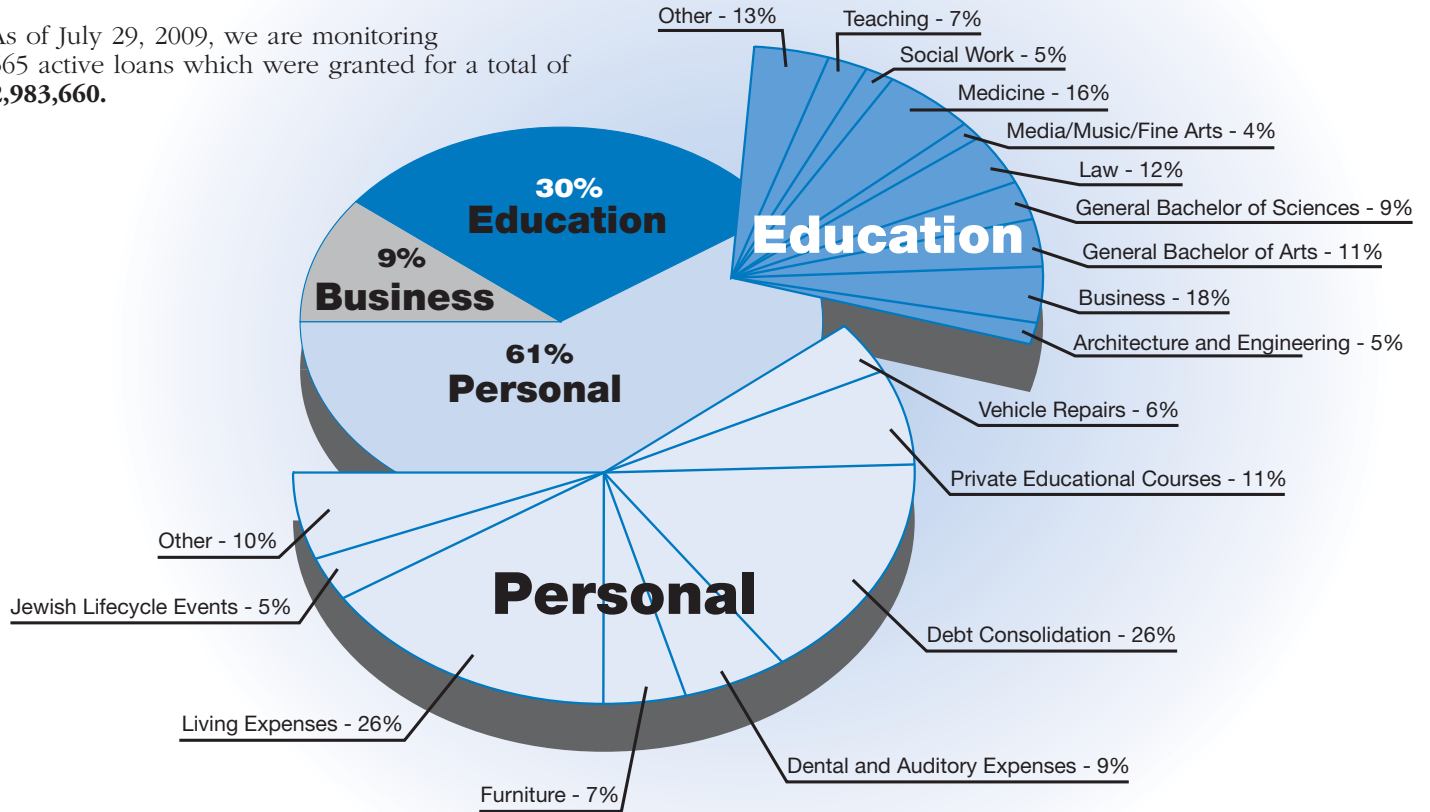 of July 29, 2009, we are monitoring
active loans which were granted for a total of
Other - 13%
Teaching - 7%
Social Work - 5%
Medicine - 16%
Media/Music/Fine Arts - 4%
Law - 12%
General Bachelor of Sciences - 9%
General Bachelor of Arts - 11%
Business - 18%
Architecture and Engineering - 5%
Education
30%
Education
9%
Business
61%
Personal
Vehicle Repairs - 6%
Private Educational Courses - 11%
Debt Consolidation - 26%
Dental and Auditory Expenses - 9%
Furniture - 7%
Living Expenses - 26%
Jewish Lifecycle Events - 5%
Other - 10%
Personal